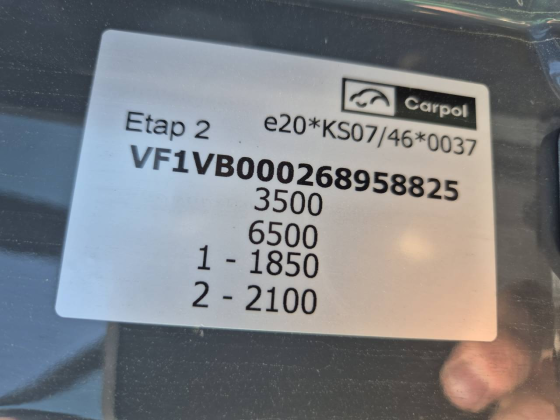 Carpol
Etap 2 e20*KS07/46*0037
VF1VB000268958825
3500
6500
1 - 1850
2 - 2100